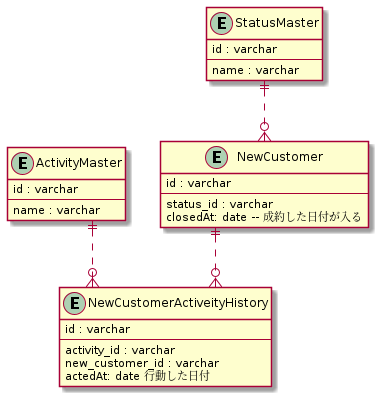 E StatusMaster
id : varchar
name : varchar
E NewCustomer
id : varchar
status_id : varchar
closedAt: date -- 成約した日付が入る
E ActivityMaster
id : varchar
name : varchar
E NewCustomerActiveityHistory
id : varchar
activity_id : varchar
new_customer_id : varchar
actedAt: date 行動した日付